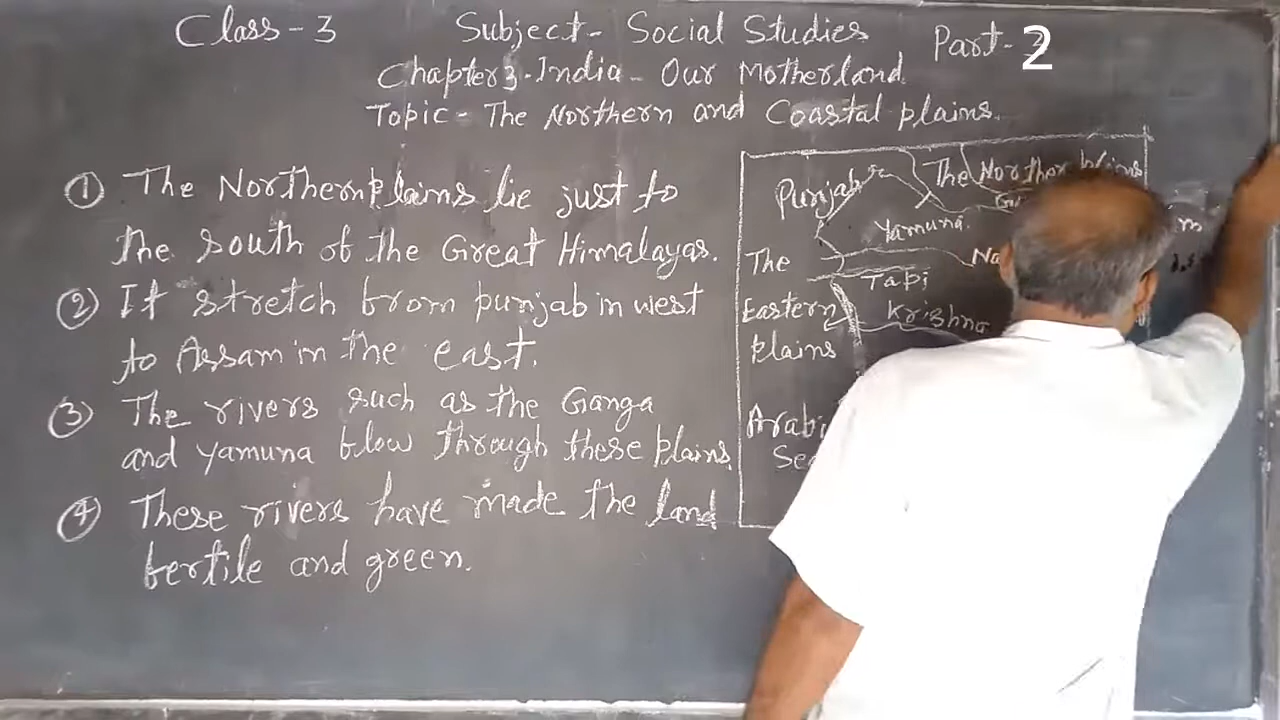 Class - 3
Subject - Social Studies
Part - 2
Chapter 3 - India - Our Motherland
Topic - The Northern and Coastal plains.
① The Northern plains lie just to
the south of the Great Himalayas.
② It stretch from punjab in west
to Assam in the east.
③ The rivers such as the Ganga
and yamuna flow through these plains
④ These rivers have made the land
fertile and green.
Punjab
The Northern plains
Yamuna.
The
Tapi
Eastern
Krishna
plains